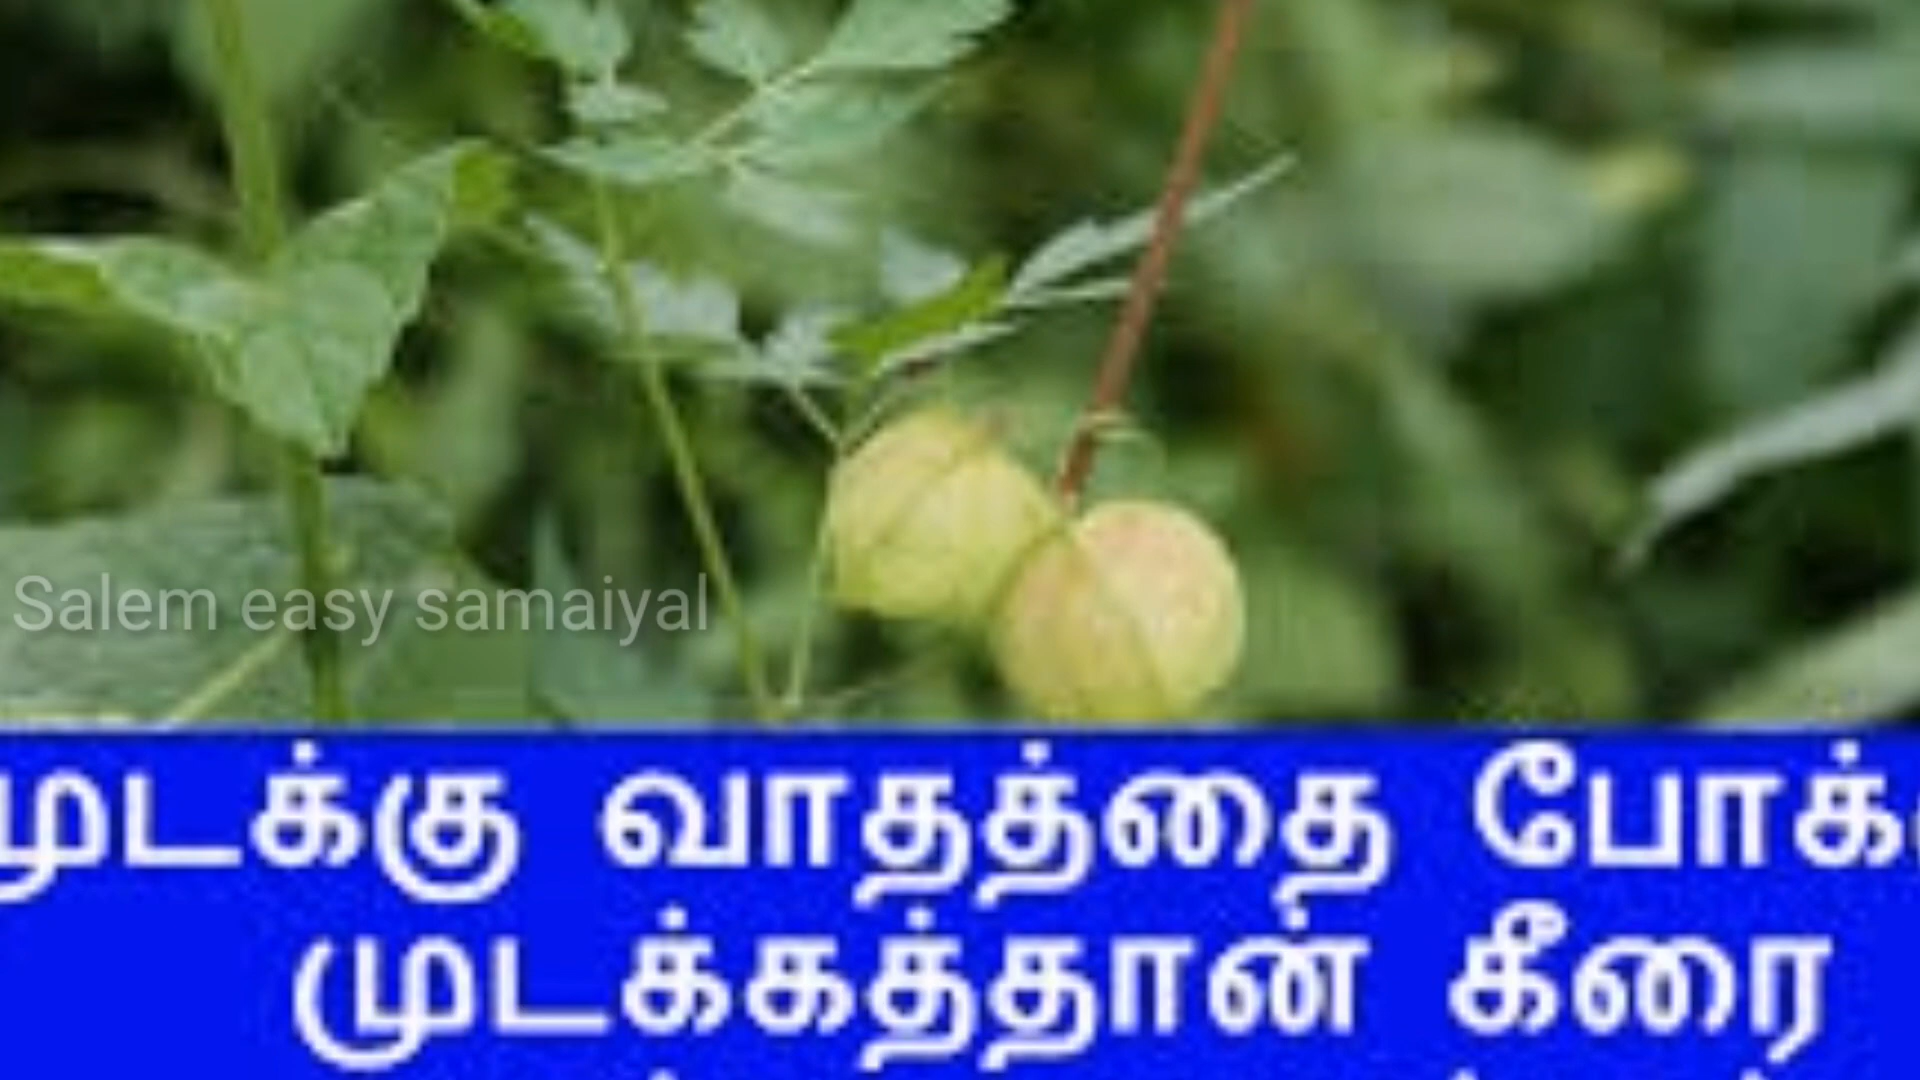 Salem easy samaiyal
முடக்கு வாதத்தை
முடக்கத்தான் கீரை